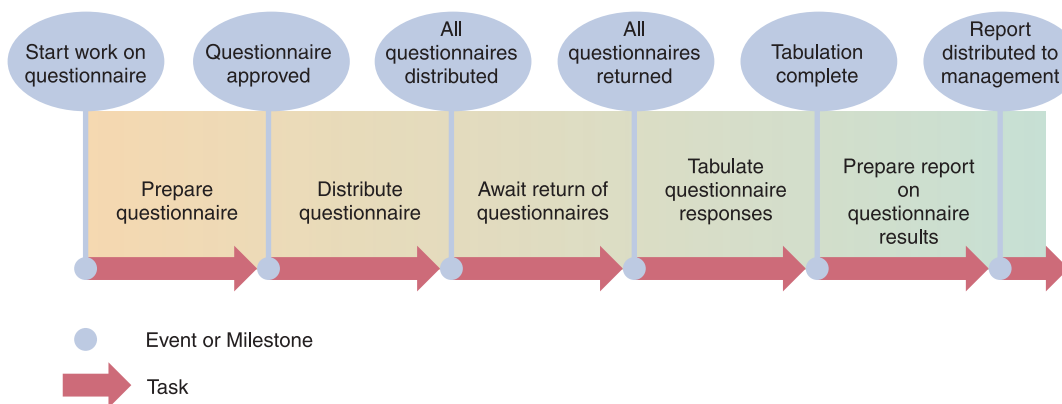 Start work on
questionnaire
Questionnaire
approved
All
questionnaires
distributed
All
questionnaires
returned
Tabulation
complete
Report
distributed to
management
Prepare
questionnaire
Distribute
questionnaire
Await return of
questionnaires
Tabulate
questionnaire
responses
Prepare report
on
questionnaire
results
Event or Milestone
Task